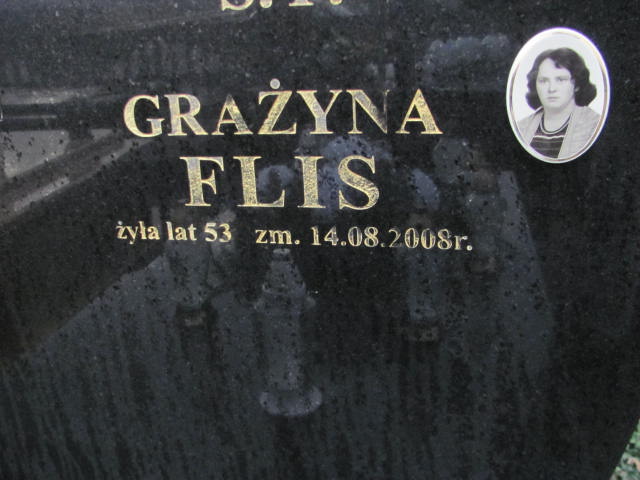 Ś. P.
GRAŻYNA
FLIS
żyła lat 53 zm. 14.08.2008r.